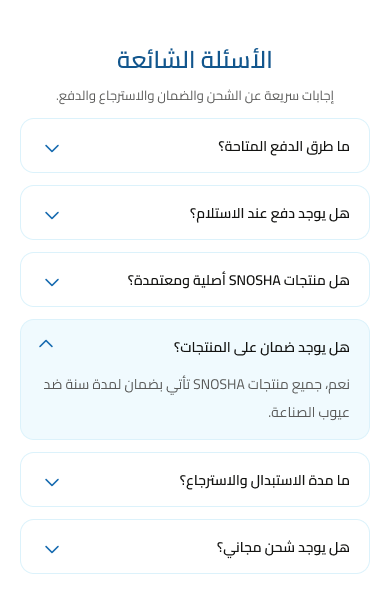 الأسئلة الشائعة
إجابات سريعة عن الشحن والضمان والاسترجاع والدفع.
ما طرق الدفع المتاحة؟
هل يوجد دفع عند الاستلام؟
هل منتجات SNOSHA أصلية ومعتمدة؟
هل يوجد ضمان على المنتجات؟
نعم، جميع منتجات SNOSHA تأتي بضمان لمدة سنة ضد
عيوب الصناعة.
ما مدة الاستبدال والاسترجاع؟
هل يوجد شحن مجاني؟